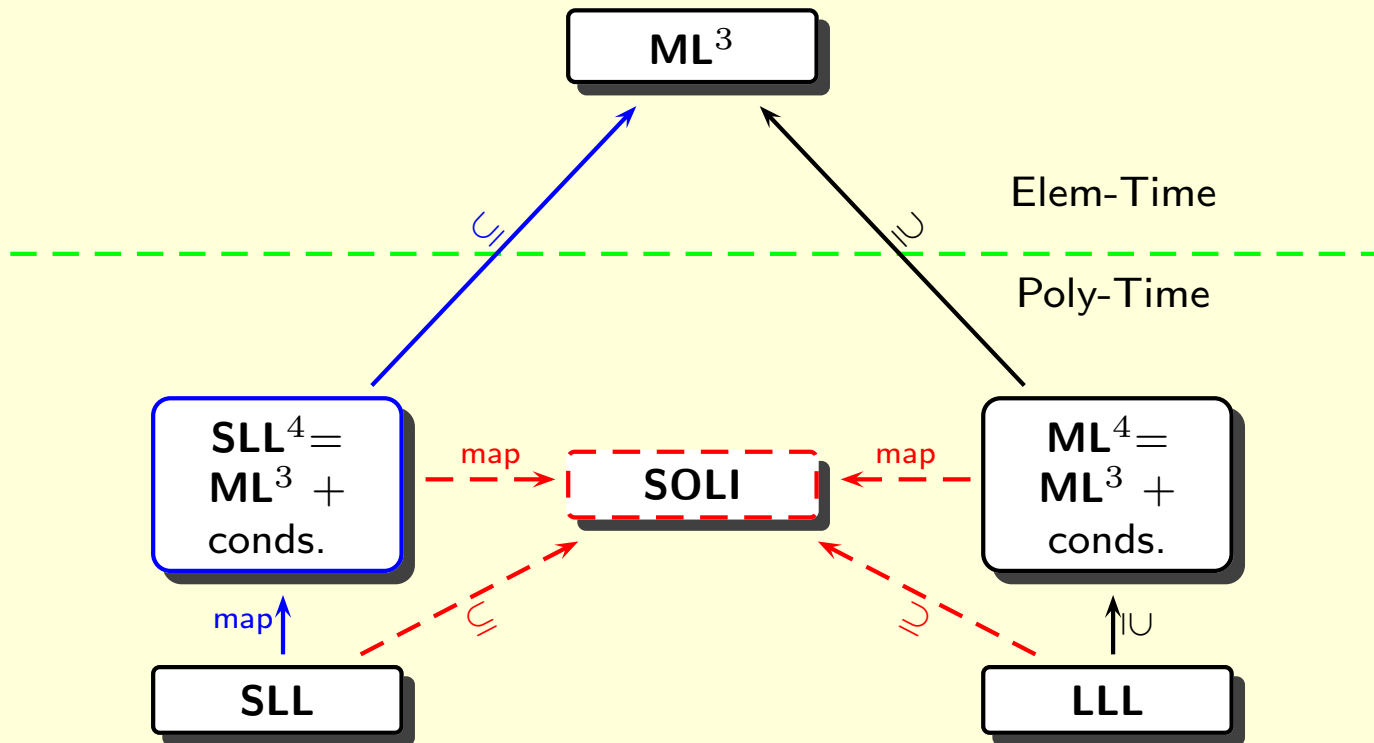 ML³
⊆
⊆
Elem-Time
Poly-Time
SLL⁴=
ML³ +
conds.
map
SOLI
map
ML⁴=
ML³ +
conds.
map
⊆
⊆
⊆
SLL
LLL